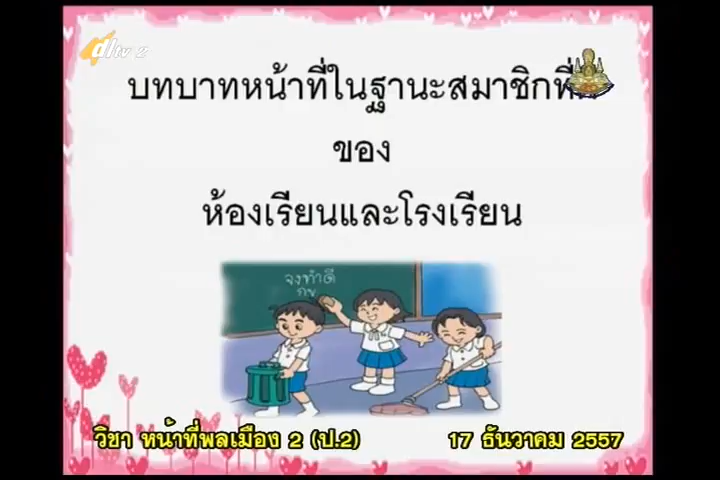 dltv 2
บทบาทหน้าที่ในฐานะสมาชิกที่
ของ
ห้องเรียนและโรงเรียน
จงทำดี
กข
วิชา หน้าที่พลเมือง 2 (ป.2)
17 ธันวาคม 2557